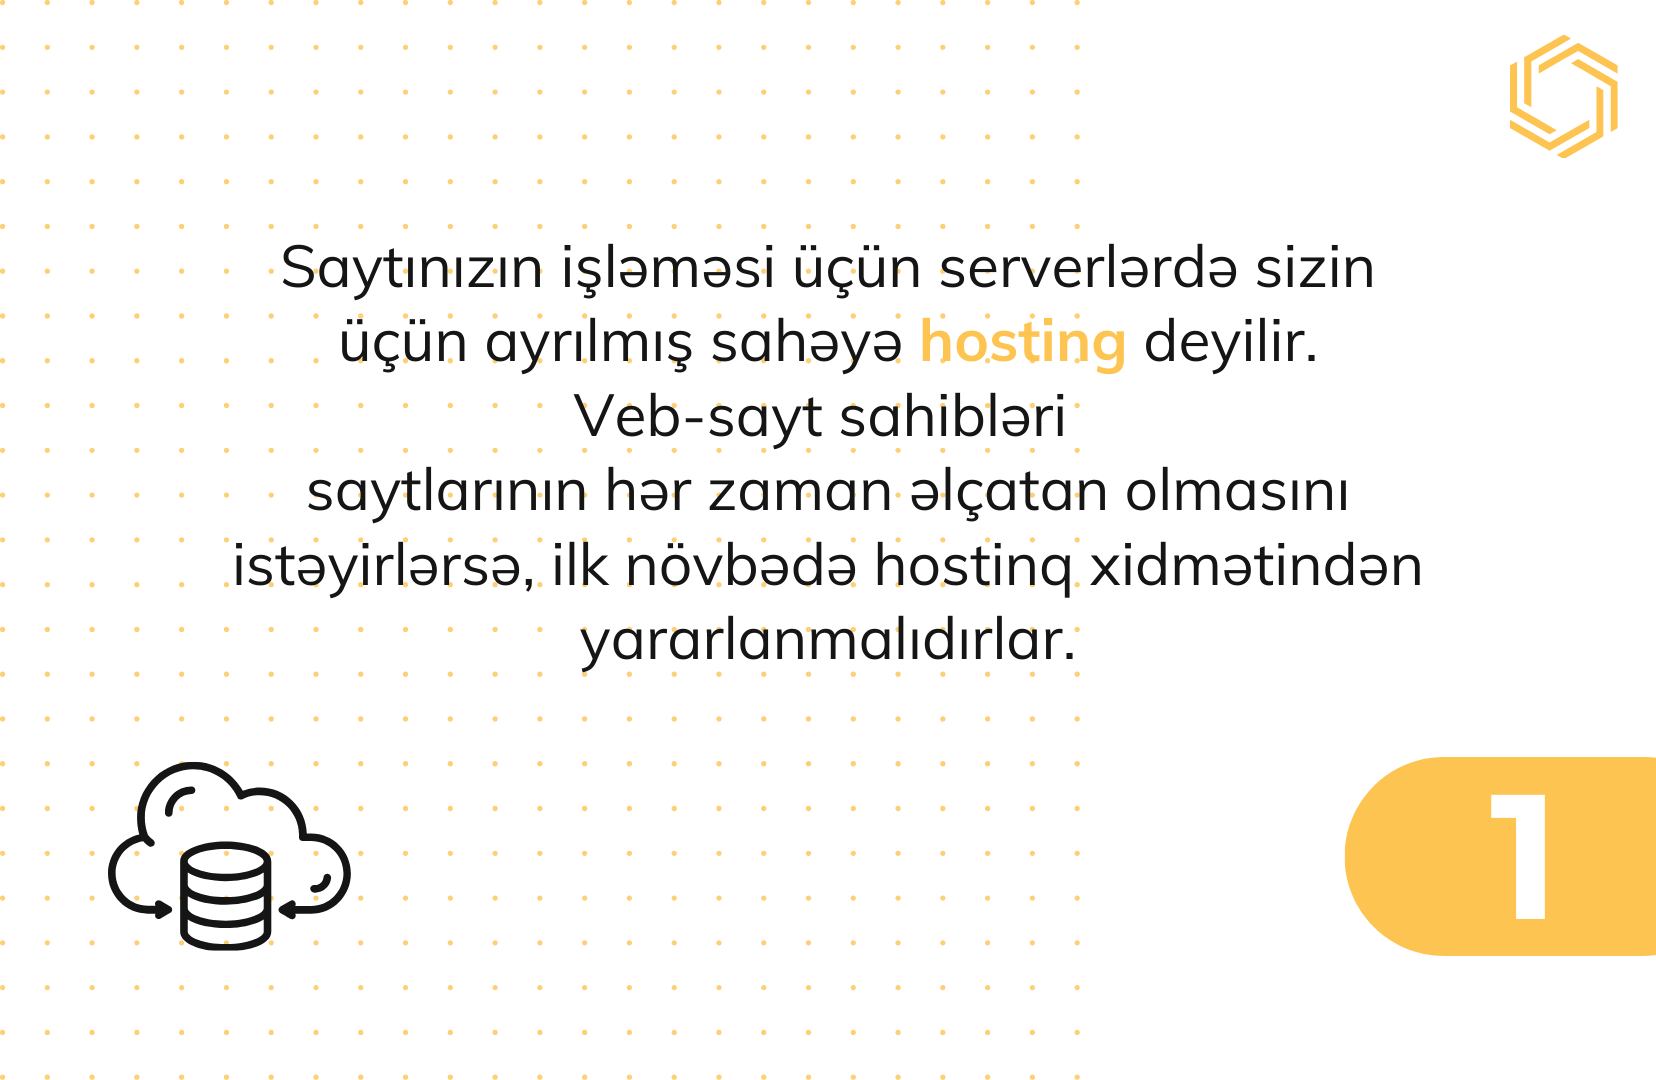 Saytınızın işləməsi üçün serverlərdə sizin
üçün ayrılmış sahəyə hosting deyilir.
Veb-sayt sahibləri
saytlarının hər zaman əlçatan olmasını
istəyirlərsə, ilk növbədə hostinq xidmətindən
yararlanmalıdırlar.
1